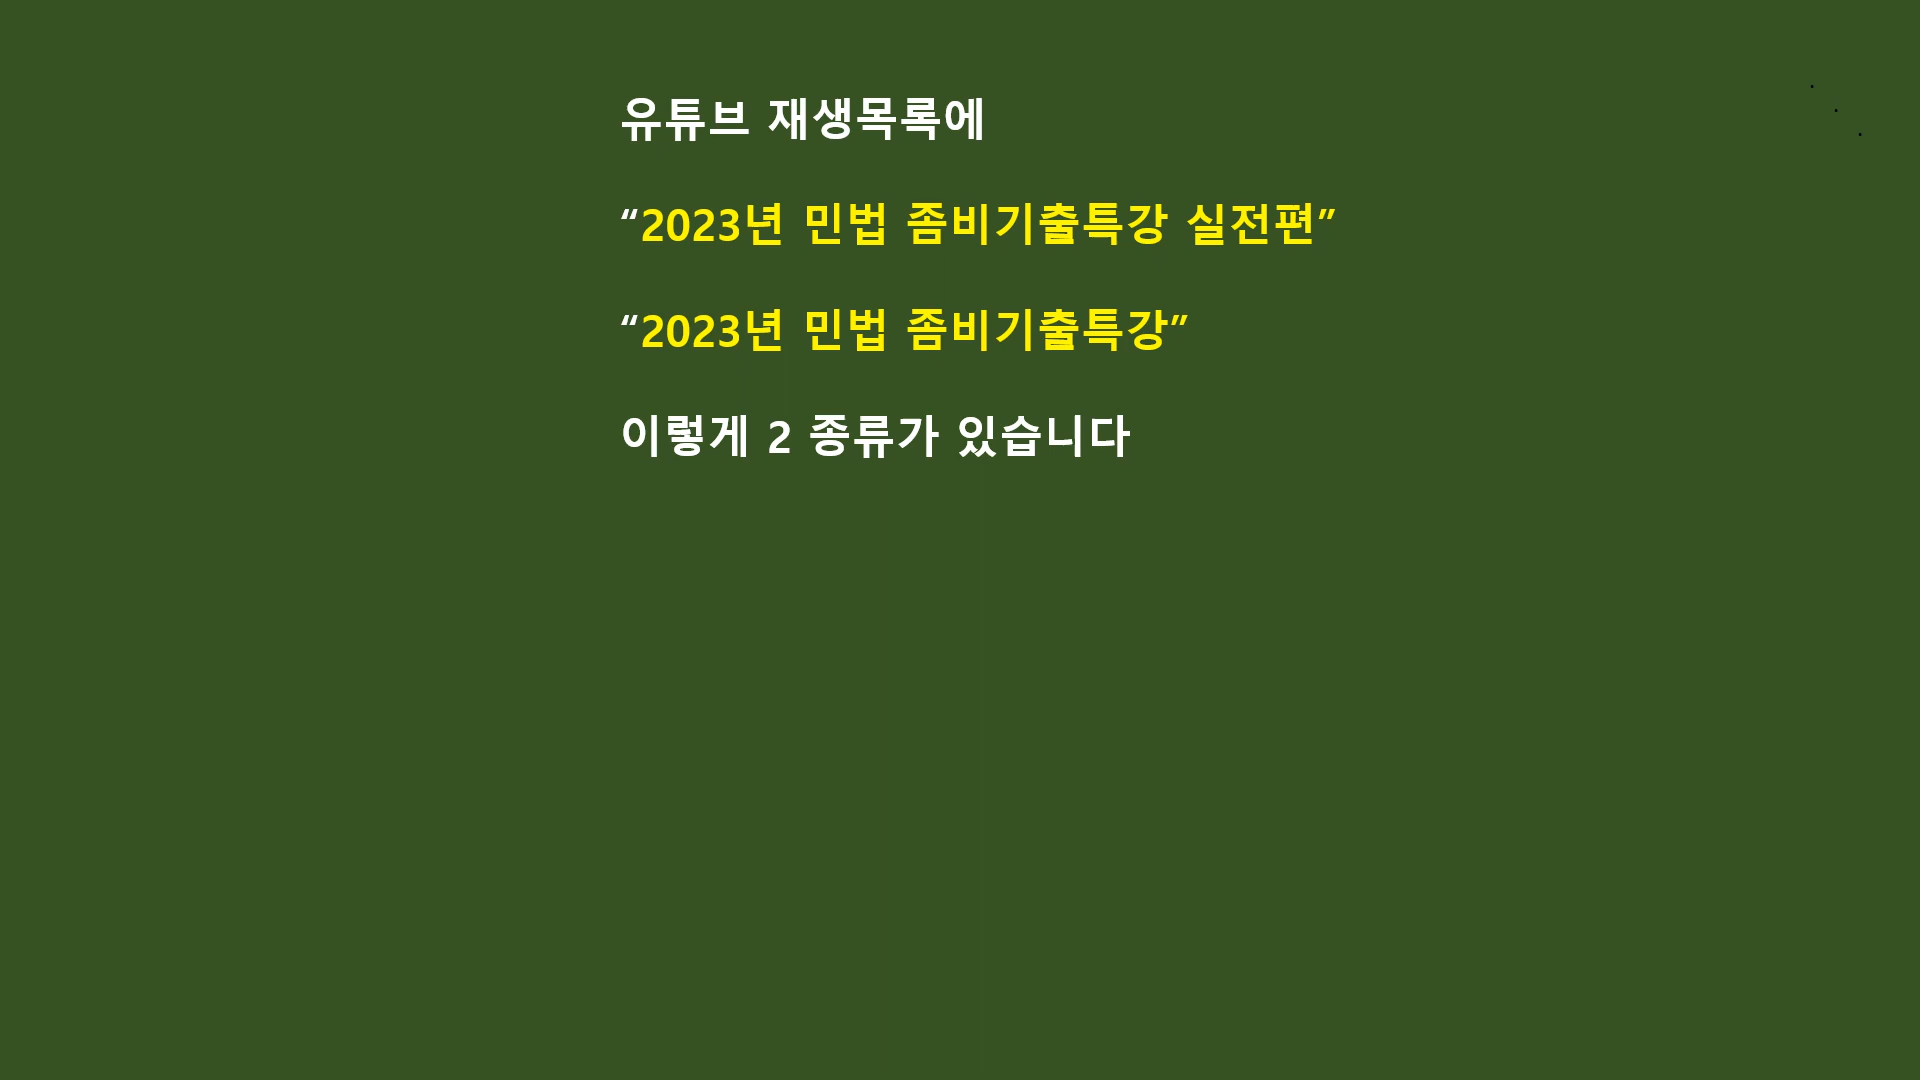 유튜브 재생목록에
“2023년 민법 좀비기출특강 실전편”
“2023년 민법 좀비기출특강”
이렇게 2 종류가 있습니다